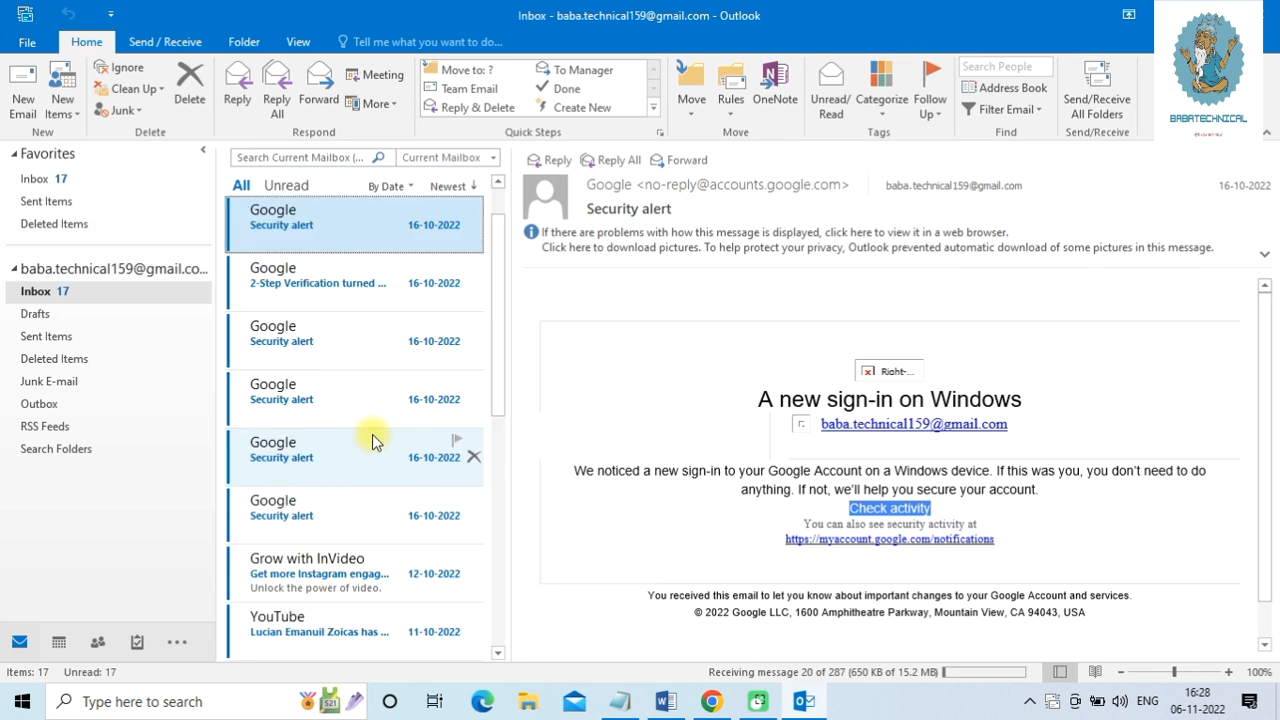 Inbox - baba.technical159@gmail.com - Outlook
File Home Send / Receive Folder View Tell me what you want to do...
New Email
New Items
Ignore
Clean Up
Junk
Delete
Reply
Reply All
Forward
Meeting
More
Move to: ?
Team Email
Reply & Delete
To Manager
Done
Create New
Move
Rules
OneNote
Unread/ Read
Categorize
Follow Up
Search People
Address Book
Filter Email
Send/Receive All Folders
New Delete Respond Quick Steps Move Tags Find Send/Receive
BABATECHNICAL
Favorites
Inbox 17
Sent Items
Deleted Items
baba.technical159@gmail.co...
Inbox 17
Drafts
Sent Items
Deleted Items
Junk E-mail
Outbox
RSS Feeds
Search Folders
Search Current Mailbox (... Current Mailbox
All Unread By Date Newest ↓
Google
Security alert 16-10-2022
Google
2-Step Verification turned ... 16-10-2022
Google
Security alert 16-10-2022
Google
Security alert 16-10-2022
Google
Security alert 16-10-2022
Google
Security alert 16-10-2022
Grow with InVideo
Get more Instagram engag... 12-10-2022
Unlock the power of video.
YouTube
Lucian Emanuil Zoicas has ... 11-10-2022
Reply Reply All Forward
Google <no-reply@accounts.google.com> baba.technical159@gmail.com 16-10-2022
Security alert
If there are problems with how this message is displayed, click here to view it in a web browser.
Click here to download pictures. To help protect your privacy, Outlook prevented automatic download of some pictures in this message.
Right-...
A new sign-in on Windows
baba.technical159@gmail.com
We noticed a new sign-in to your Google Account on a Windows device. If this was you, you don't need to do
anything. If not, we'll help you secure your account.
Check activity
You can also see security activity at
https://myaccount.google.com/notifications
You received this email to let you know about important changes to your Google Account and services.
© 2022 Google LLC, 1600 Amphitheatre Parkway, Mountain View, CA 94043, USA
Items: 17 Unread: 17 Receiving message 20 of 287 (650 KB of 15.2 MB) 100%
Type here to search
521
ENG
16:28
06-11-2022